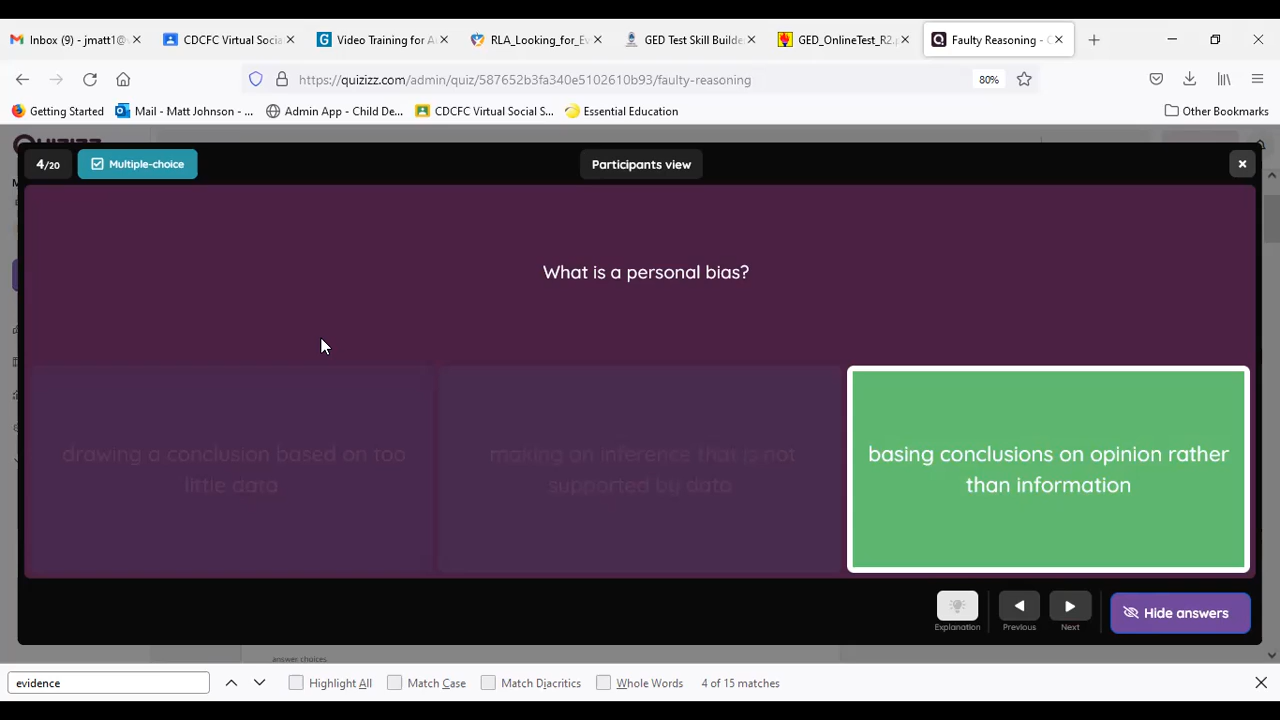 Inbox (9) - jmatt1@
CDCFC Virtual Socia
Video Training for A
RLA_Looking_for_Ev
GED Test Skill Builde
GED_OnlineTest_R2.
Faulty Reasoning -
https://quizizz.com/admin/quiz/587652b3fa340e5102610b93/faulty-reasoning
80%
Getting Started
Mail - Matt Johnson - ...
Admin App - Child De...
CDCFC Virtual Social S...
Essential Education
Other Bookmarks
4/20
Multiple-choice
Participants view
What is a personal bias?
drawing a conclusion based on too
little data
making an inference that is not
supported by data
basing conclusions on opinion rather
than information
Explanation
Previous
Next
Hide answers
answer choices
evidence
Highlight All
Match Case
Match Diacritics
Whole Words
4 of 15 matches